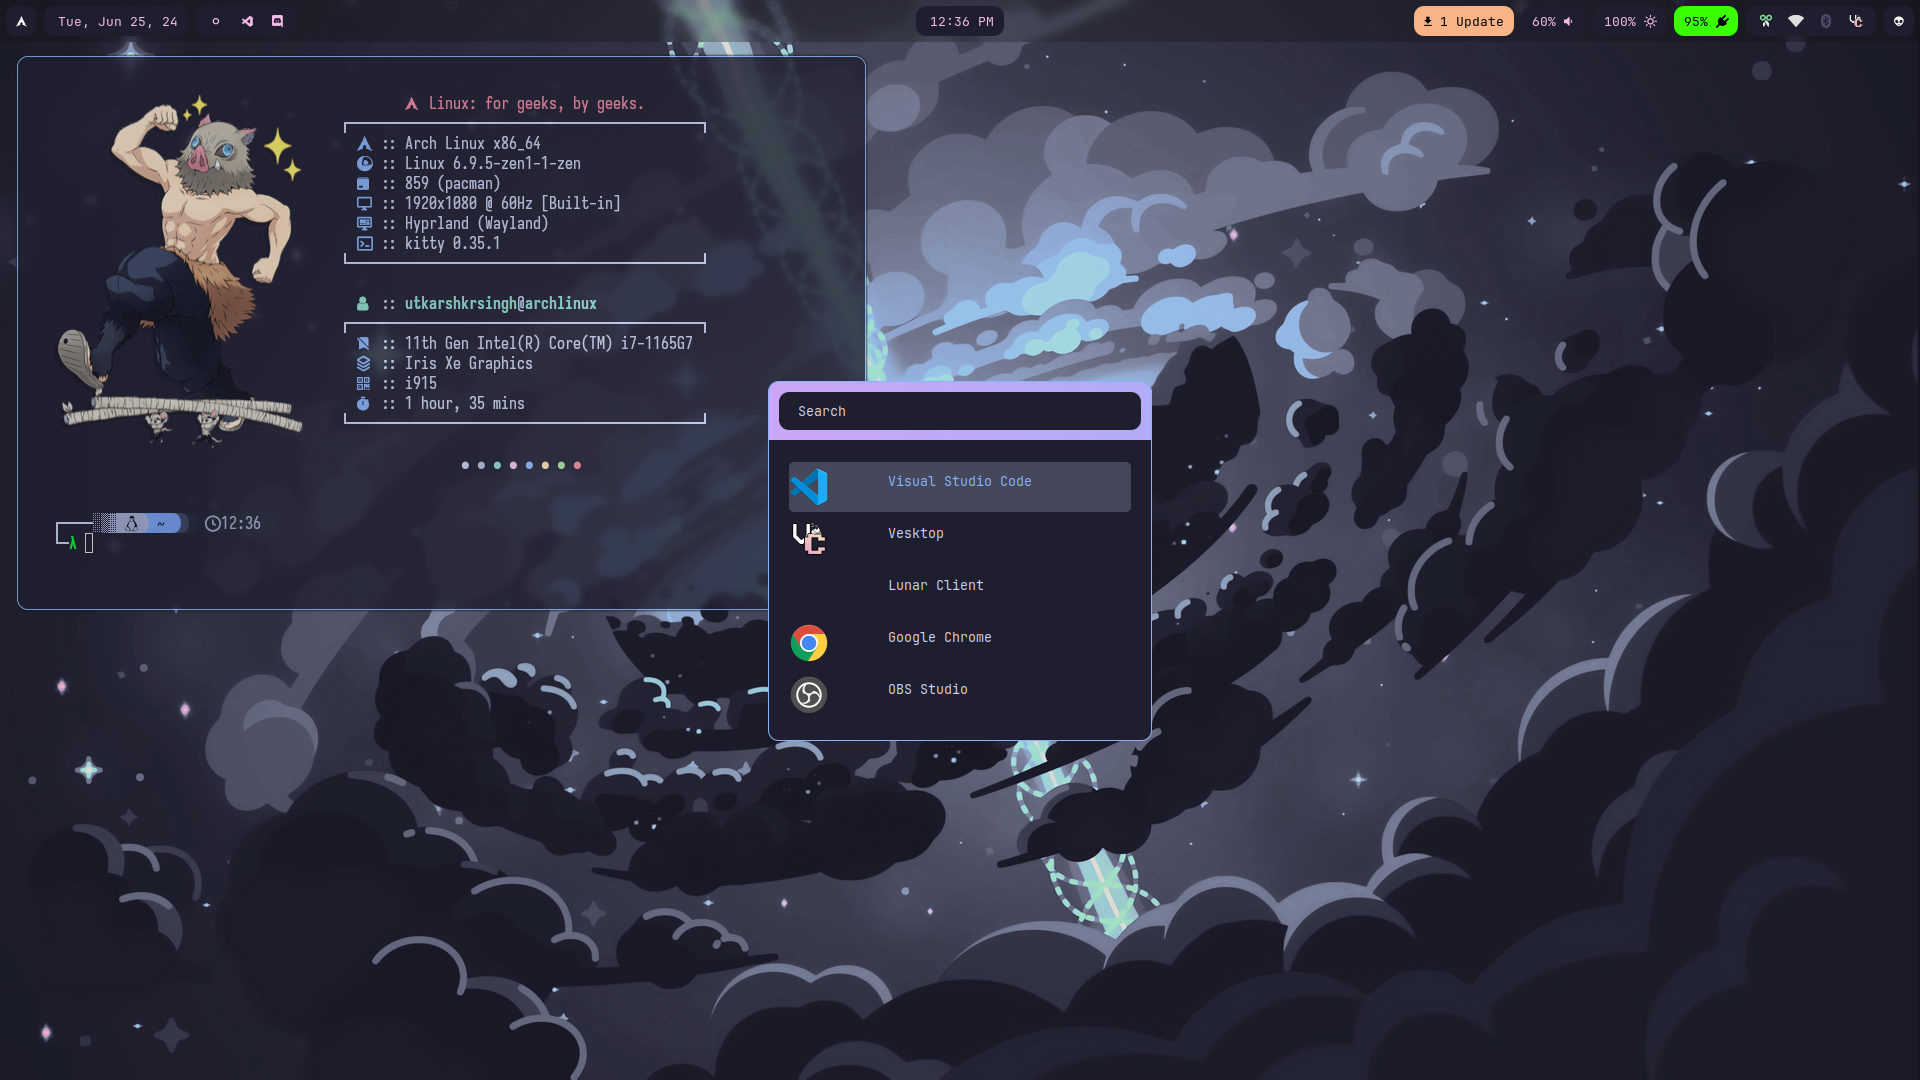 Tue, Jun 25, 24
12:36 PM
1 Update
60%
100%
95%
Linux: for geeks, by geeks.
:: Arch Linux x86_64
:: Linux 6.9.5-zen1-1-zen
:: 859 (pacman)
:: 1920x1080 @ 60Hz [Built-in]
:: Hyprland (Wayland)
:: kitty 0.35.1
:: utkarshkrsingh@archlinux
:: 11th Gen Intel(R) Core(TM) i7-1165G7
:: Iris Xe Graphics
:: i915
:: 1 hour, 35 mins
~ 12:36
λ
Search
Visual Studio Code
Vesktop
Lunar Client
Google Chrome
OBS Studio